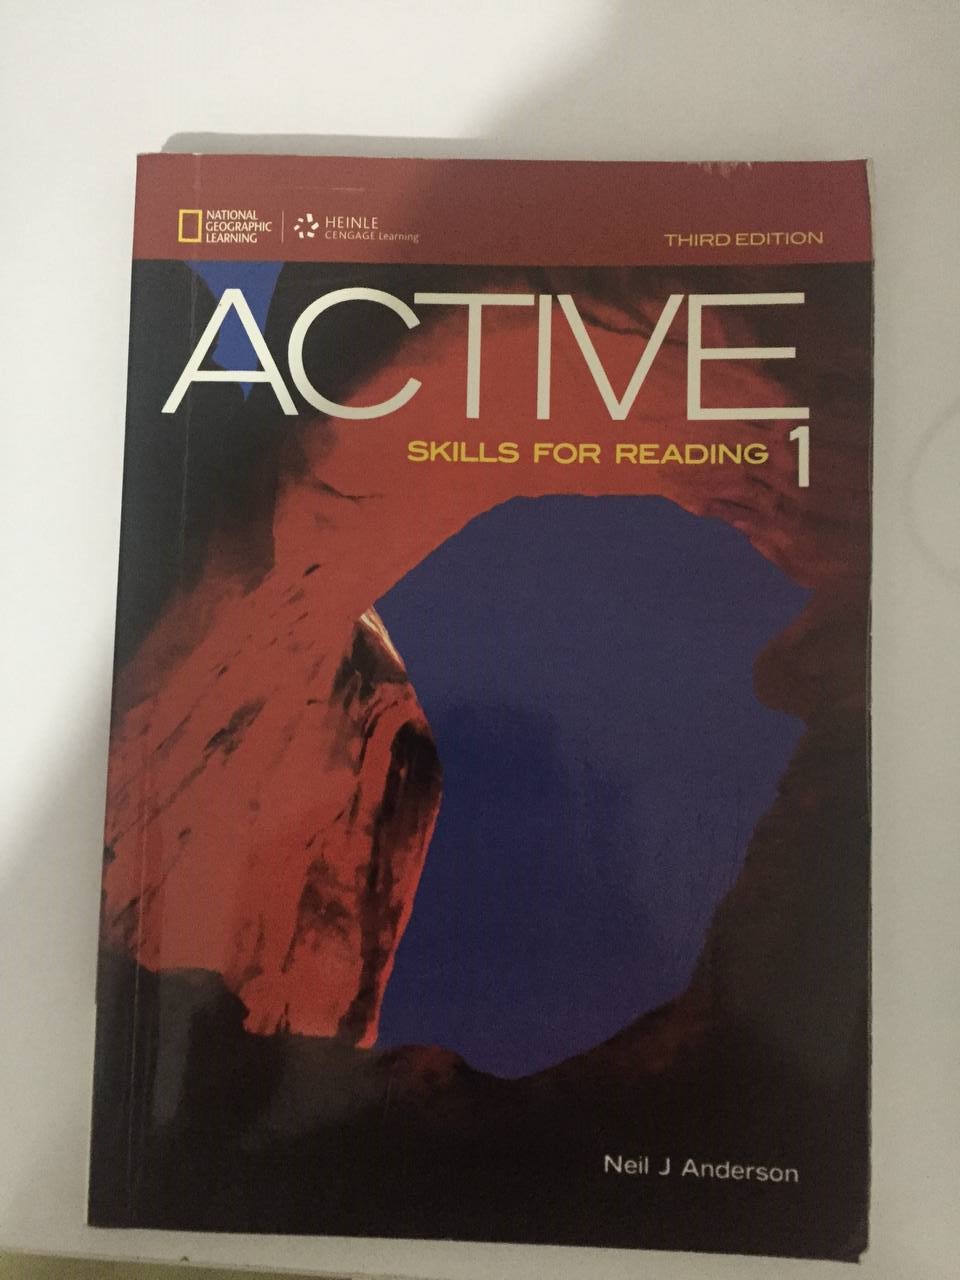 NATIONAL
GEOGRAPHIC
LEARNING
HEINLE
CENGAGE Learning
THIRD EDITION
ACTIVE
SKILLS FOR READING 1
Neil J Anderson